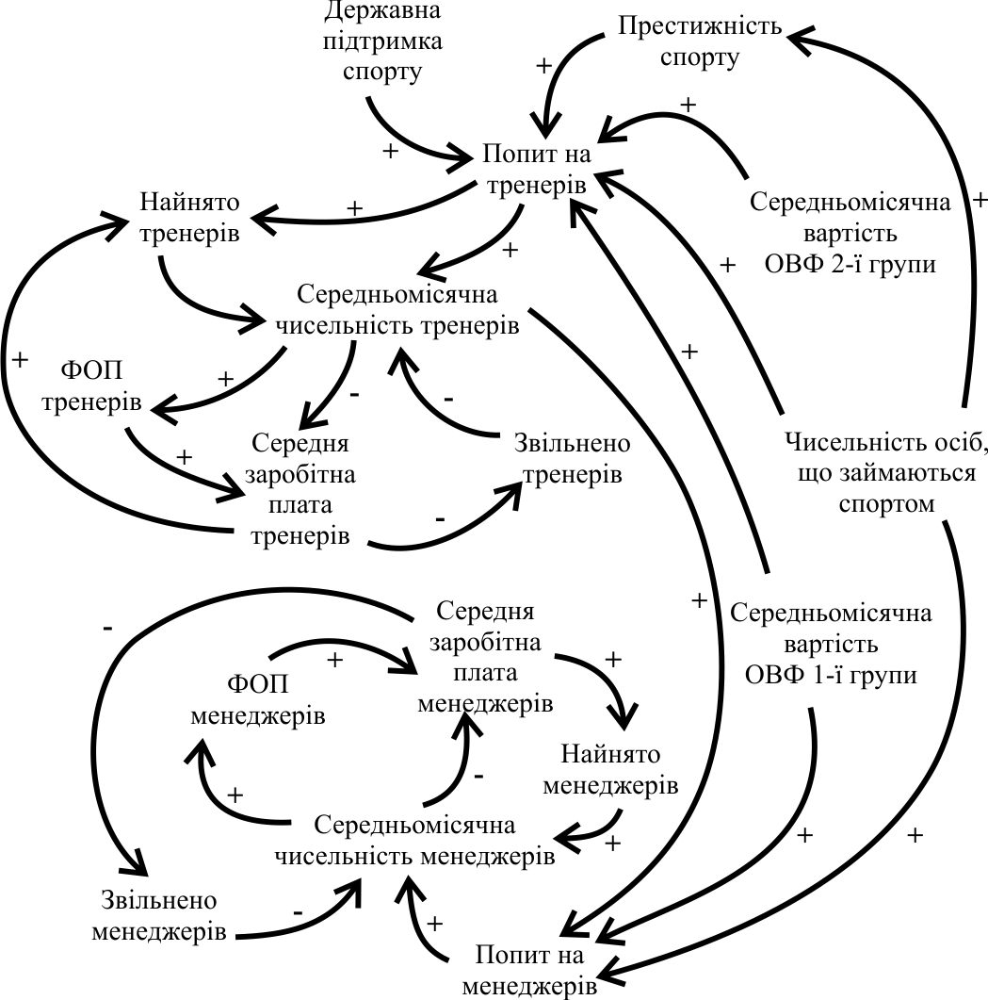 Державна
підтримка
спорту
Престижність
спорту
+
+
+
Попит на
тренерів
Найнято
тренерів
+
Середньомісячна
вартість
ОВФ 2-ї групи
+
+
+
Середньомісячна
чисельність тренерів
+
+
ФОП
тренерів
+
-
-
Середня
заробітна
плата
тренерів
+
Звільнено
тренерів
-
Чисельність осіб,
що займаються
спортом
+
Середньомісячна
вартість
ОВФ 1-ї групи
-
Середня
заробітна
плата
менеджерів
+
+
ФОП
менеджерів
Найнято
менеджерів
-
+
Середньомісячна
чисельність менеджерів
+
+
+
Звільнено
менеджерів
-
+
Попит на
менеджерів